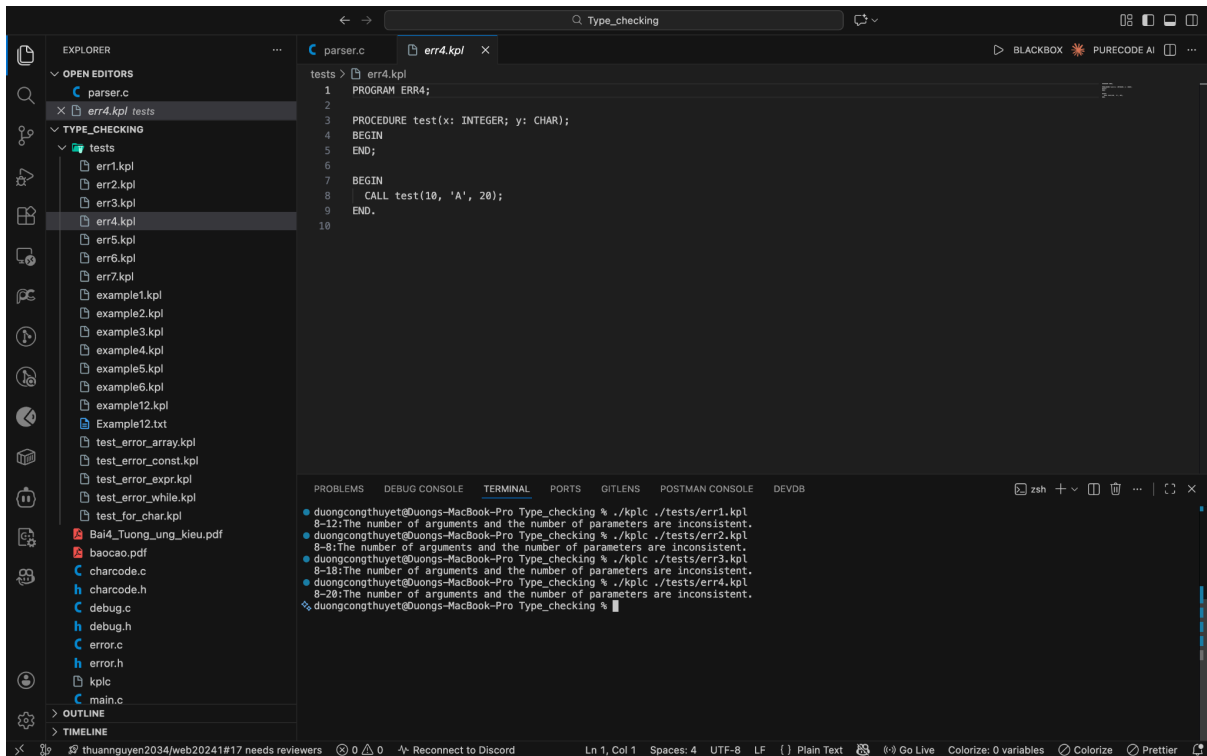 Type_checking
EXPLORER
OPEN EDITORS
parser.c
err4.kpl tests
TYPE_CHECKING
tests
err1.kpl
err2.kpl
err3.kpl
err4.kpl
err5.kpl
err6.kpl
err7.kpl
example1.kpl
example2.kpl
example3.kpl
example4.kpl
example5.kpl
example6.kpl
example12.kpl
Example12.txt
test_error_array.kpl
test_error_const.kpl
test_error_expr.kpl
test_error_while.kpl
test_for_char.kpl
Bai4_Tuong_ung_kieu.pdf
baocao.pdf
charcode.c
charcode.h
debug.c
debug.h
error.c
error.h
kplc
main.c
OUTLINE
TIMELINE
parser.c err4.kpl
BLACKBOX PURECODE AI
tests > err4.kpl
1 PROGRAM ERR4;
2
3 PROCEDURE test(x: INTEGER; y: CHAR);
4 BEGIN
5 END;
6
7 BEGIN
8 CALL test(10, 'A', 20);
9 END.
10
PROBLEMS DEBUG CONSOLE TERMINAL PORTS GITLENS POSTMAN CONSOLE DEVDB
zsh
duongcongthuyet@Duongs-MacBook-Pro Type_checking % ./kplc ./tests/err1.kpl
8-12:The number of arguments and the number of parameters are inconsistent.
duongcongthuyet@Duongs-MacBook-Pro Type_checking % ./kplc ./tests/err2.kpl
8-8:The number of arguments and the number of parameters are inconsistent.
duongcongthuyet@Duongs-MacBook-Pro Type_checking % ./kplc ./tests/err3.kpl
8-18:The number of arguments and the number of parameters are inconsistent.
duongcongthuyet@Duongs-MacBook-Pro Type_checking % ./kplc ./tests/err4.kpl
8-20:The number of arguments and the number of parameters are inconsistent.
duongcongthuyet@Duongs-MacBook-Pro Type_checking %
thuannguyen2034/web20241#17 needs reviewers 0 0 Reconnect to Discord Ln 1, Col 1 Spaces: 4 UTF-8 LF {} Plain Text Go Live Colorize: 0 variables Colorize Prettier